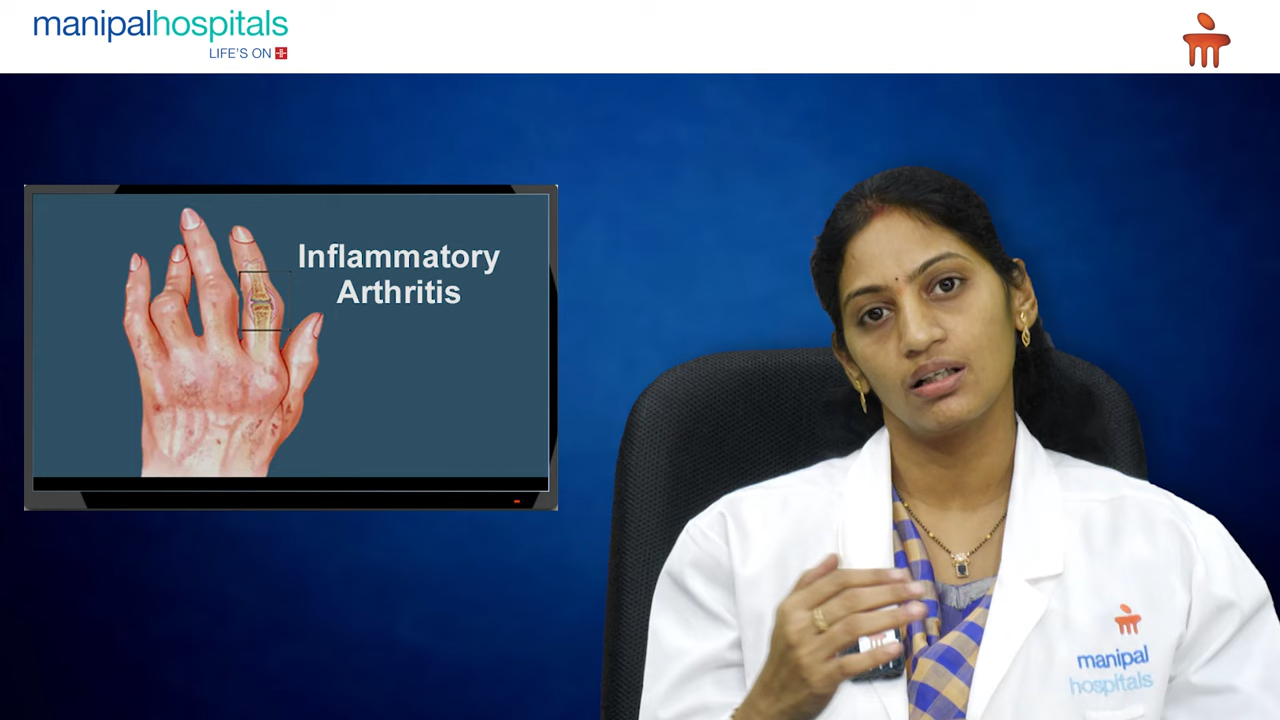 manipalhospitals
LIFE'S ON
Inflammatory
Arthritis
manipal
hospitals